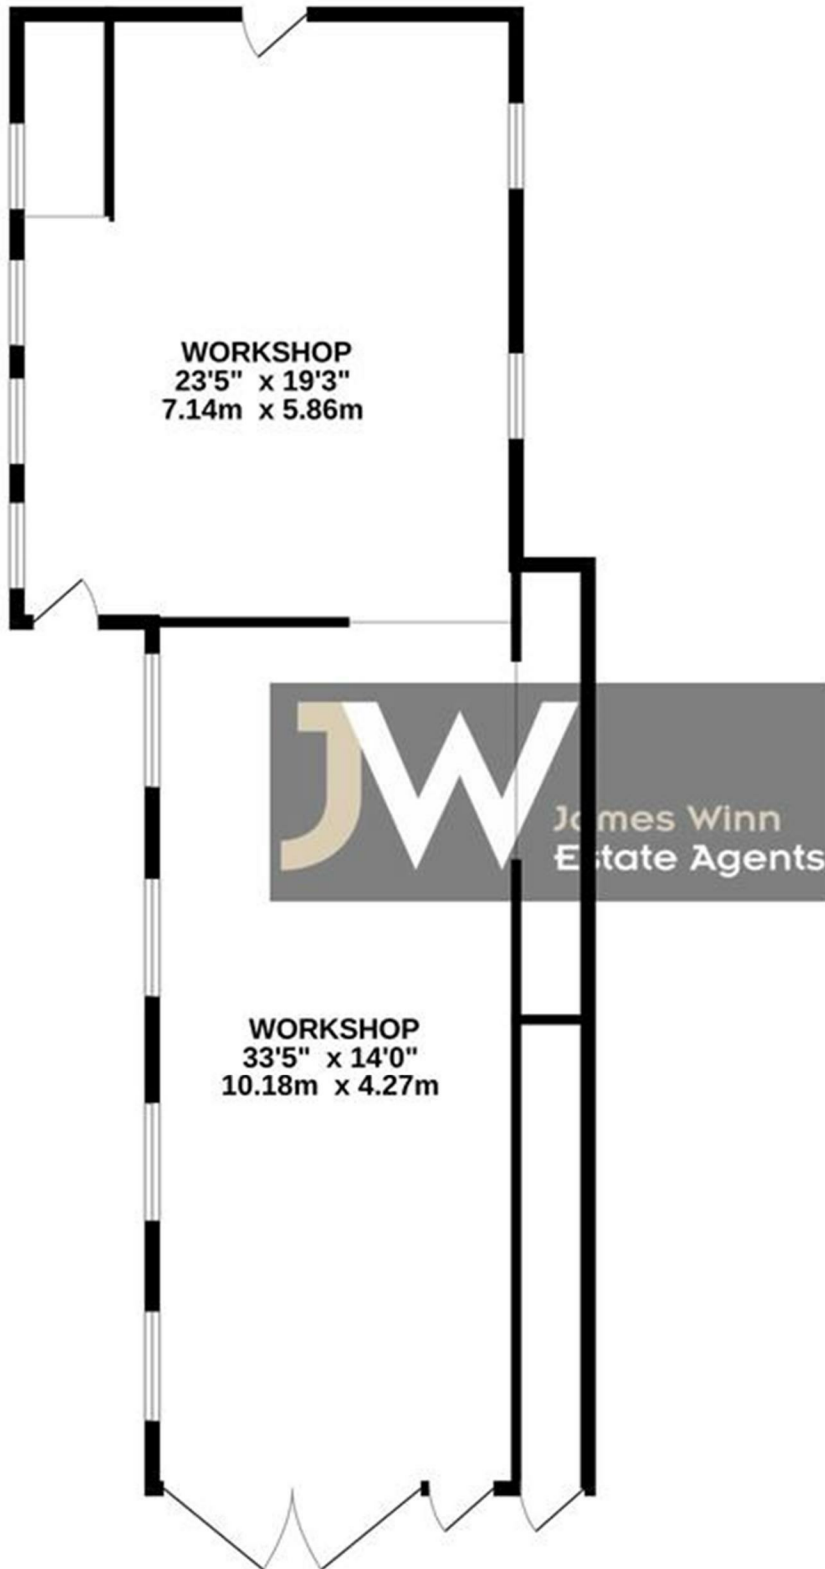 WORKSHOP
23'5" x 19'3"
7.14m x 5.86m
JW
James Winn
Estate Agents
WORKSHOP
33'5" x 14'0"
10.18m x 4.27m